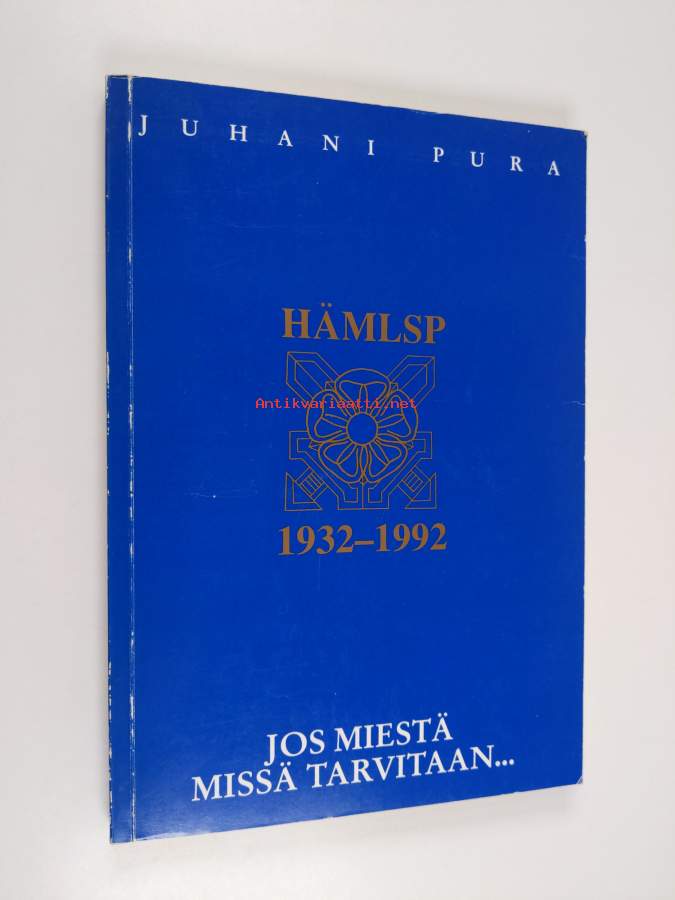 JUHANI PURA
HÄMLSP
Antikvariaatti.net
1932–1992
JOS MIESTÄ
MISSÄ TARVITAAN...